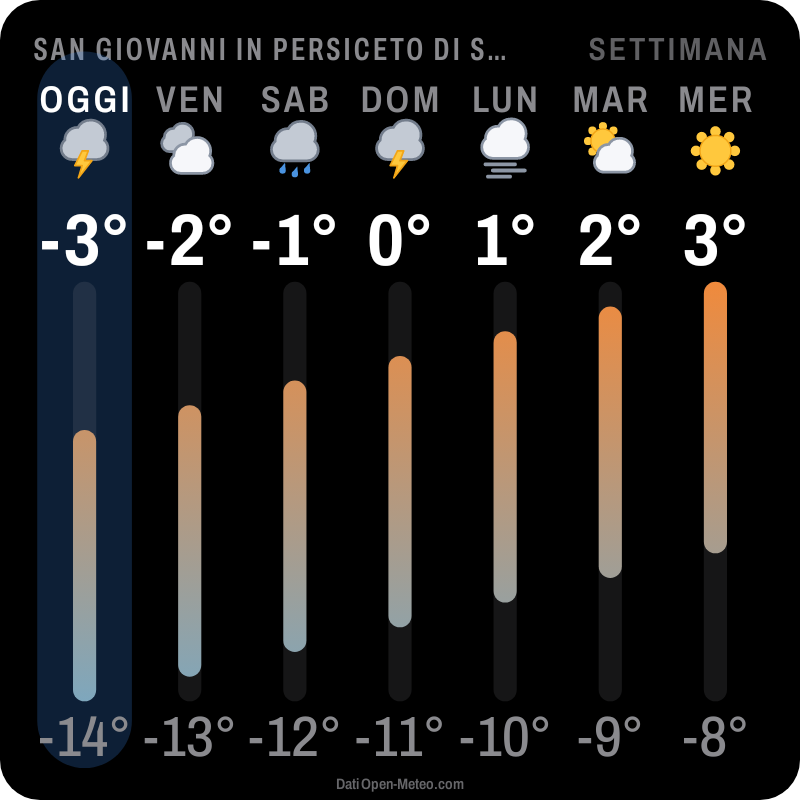 SAN GIOVANNI IN PERSICETO DI S... SETTIMANA
OGGI VEN SAB DOM LUN MAR MER
-3° -2° -1° 0° 1° 2° 3°
-14° -13° -12° -11° -10° -9° -8°
Dati Open-Meteo.com